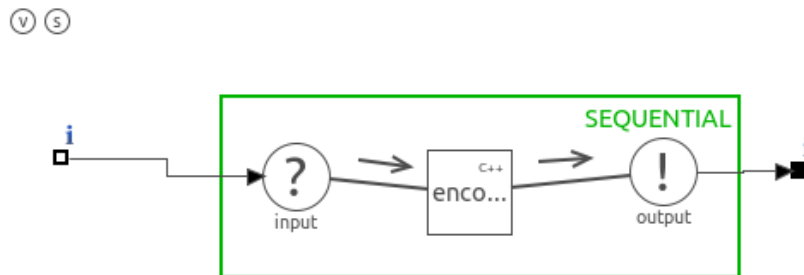 v s
i
SEQUENTIAL
?
C++
enco...
!
input
output